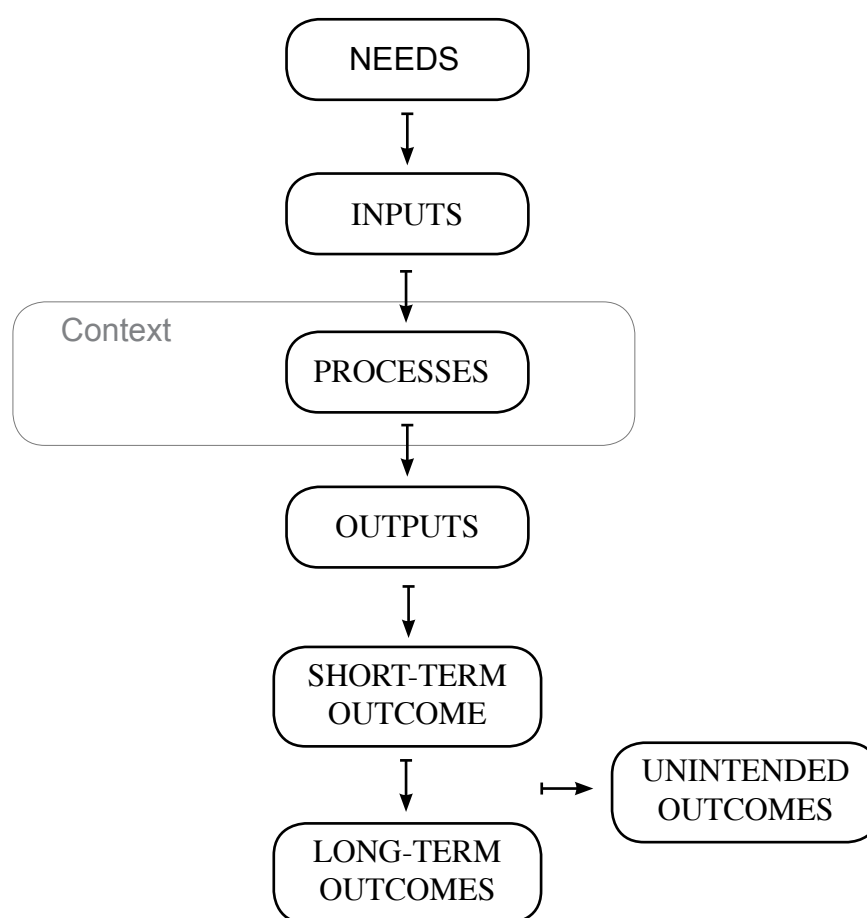 NEEDS
INPUTS
Context
PROCESSES
OUTPUTS
SHORT-TERM
OUTCOME
UNINTENDED
OUTCOMES
LONG-TERM
OUTCOMES